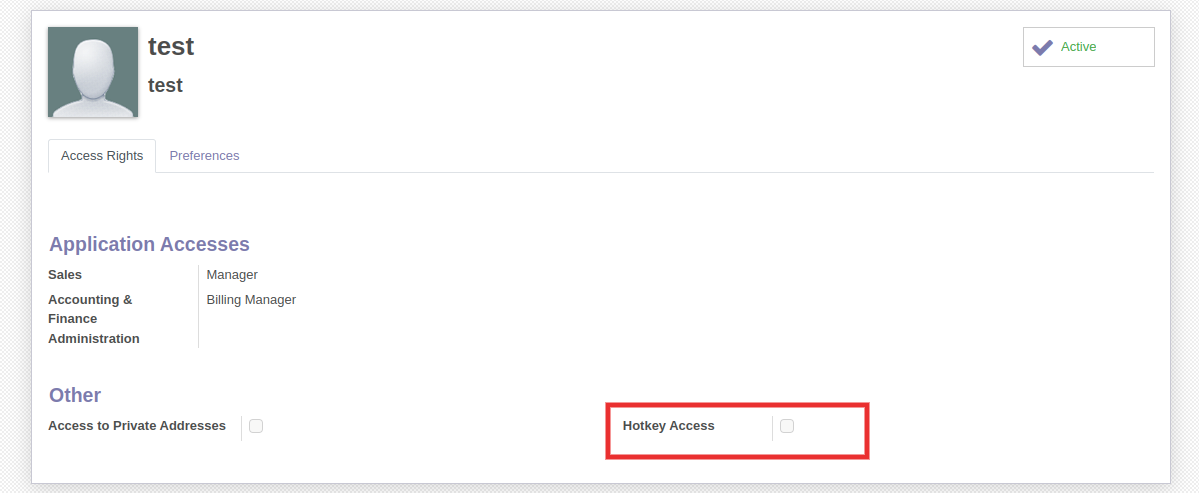 test
test
Active
Access Rights
Preferences
Application Accesses
Sales
Manager
Accounting &
Finance
Billing Manager
Administration
Other
Access to Private Addresses
Hotkey Access